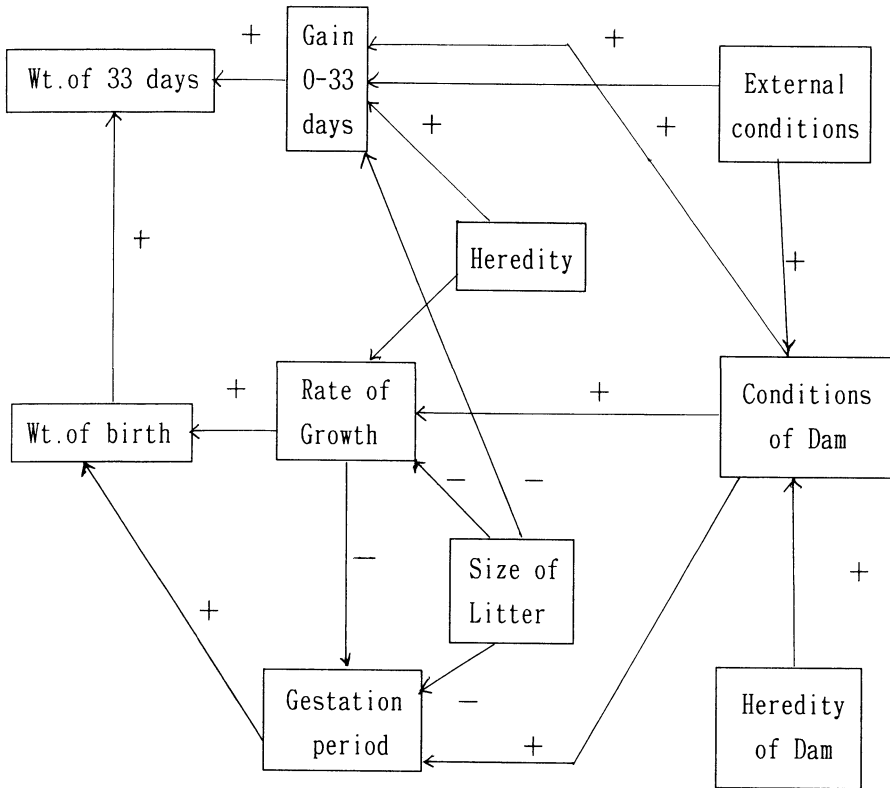 Gain
0-33
days
Wt.of 33 days
External
conditions
+
+
+
+
+
Heredity
+
Rate of
Growth
+
+
Conditions
of Dam
Wt.of birth
+
−
−
Size of
Litter
−
+
+
Gestation
period
−
+
Heredity
of Dam